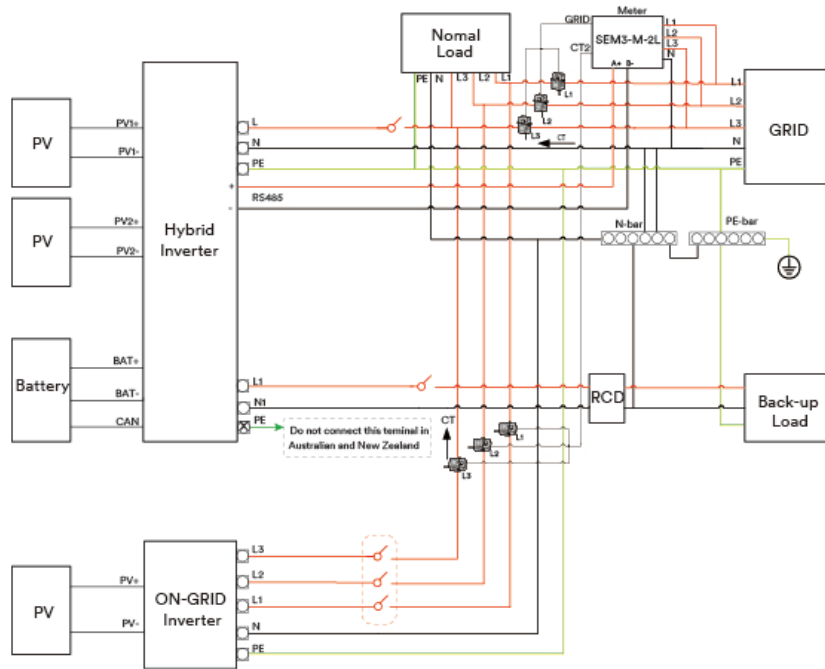 Meter
GRID
SEM3-M-2L
L1
L2
L3
N
CT2
A+ B-
Nomal
Load
PE N L3 L2 L1
L1
L2
L3
L1
L2
L3
N
PE
GRID
CT
PV
PV1+
PV1-
L
N
PE
+
-
RS485
Hybrid
Inverter
PV
PV2+
PV2-
N-bar
PE-bar
Battery
BAT+
BAT-
CAN
L1
N1
PE
Do not connect this teminal in
Australian and New Zealand
RCD
Back-up
Load
CT
L1
L2
L3
PV
PV+
PV-
ON-GRID
Inverter
L3
L2
L1
N
PE